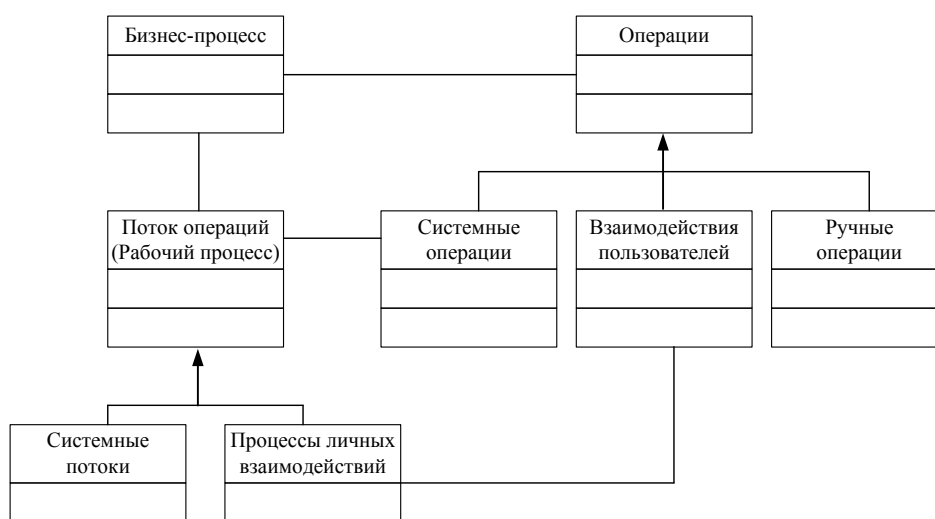 Бизнес-процесс
Операции
Поток операций
(Рабочий процесс)
Системные
операции
Взаимодействия
пользователей
Ручные
операции
Системные
потоки
Процессы личных
взаимодействий